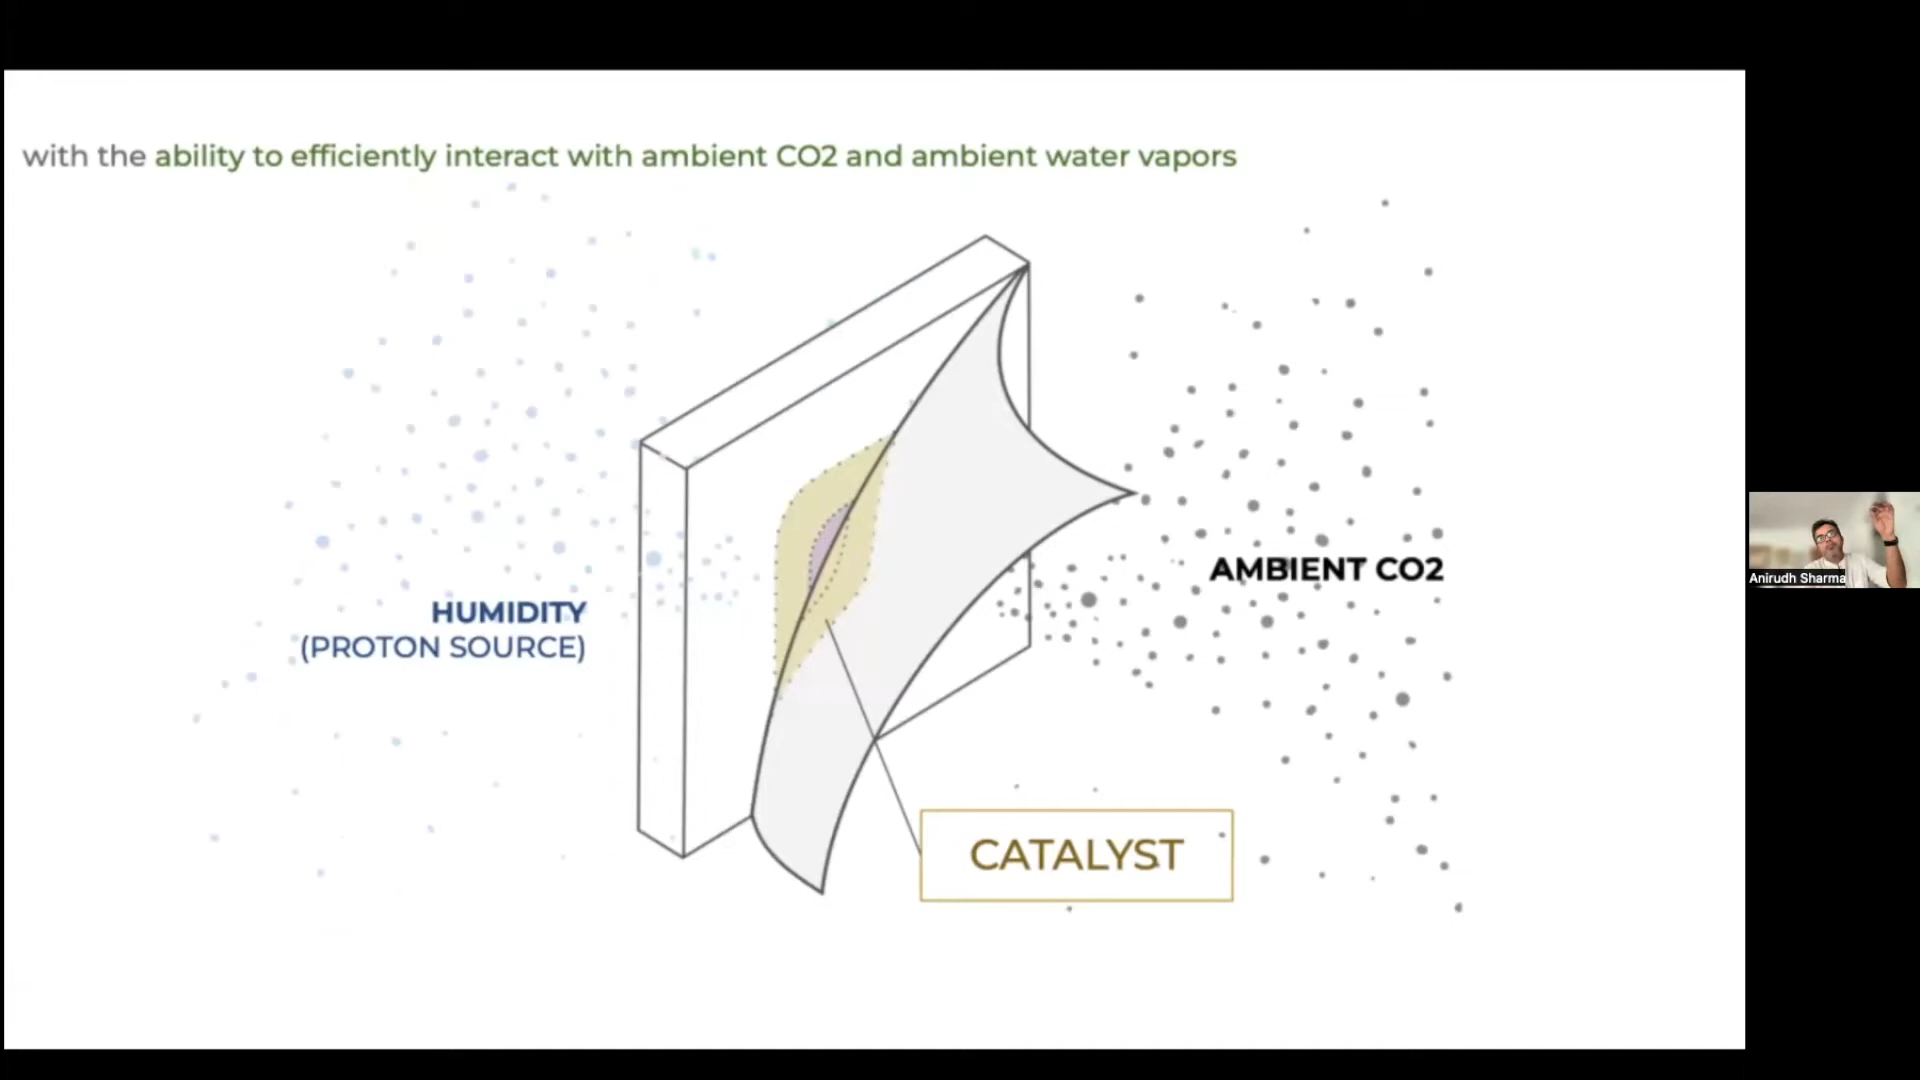 with the ability to efficiently interact with ambient CO2 and ambient water vapors
HUMIDITY
(PROTON SOURCE)
AMBIENT CO2
CATALYST
Anirudh Sharma